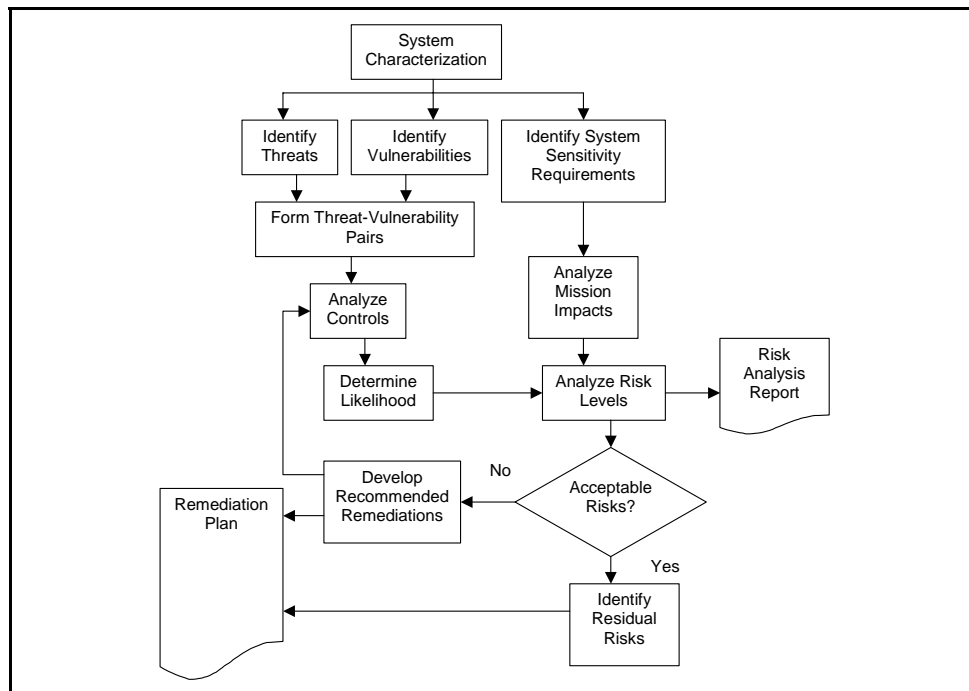 System
Characterization
Identify
Threats
Identify
Vulnerabilities
Identify System
Sensitivity
Requirements
Form Threat-Vulnerability
Pairs
Analyze
Controls
Analyze
Mission
Impacts
Determine
Likelihood
Analyze Risk
Levels
Risk
Analysis
Report
No
Develop
Recommended
Remediations
Acceptable
Risks?
Remediation
Plan
Yes
Identify
Residual
Risks